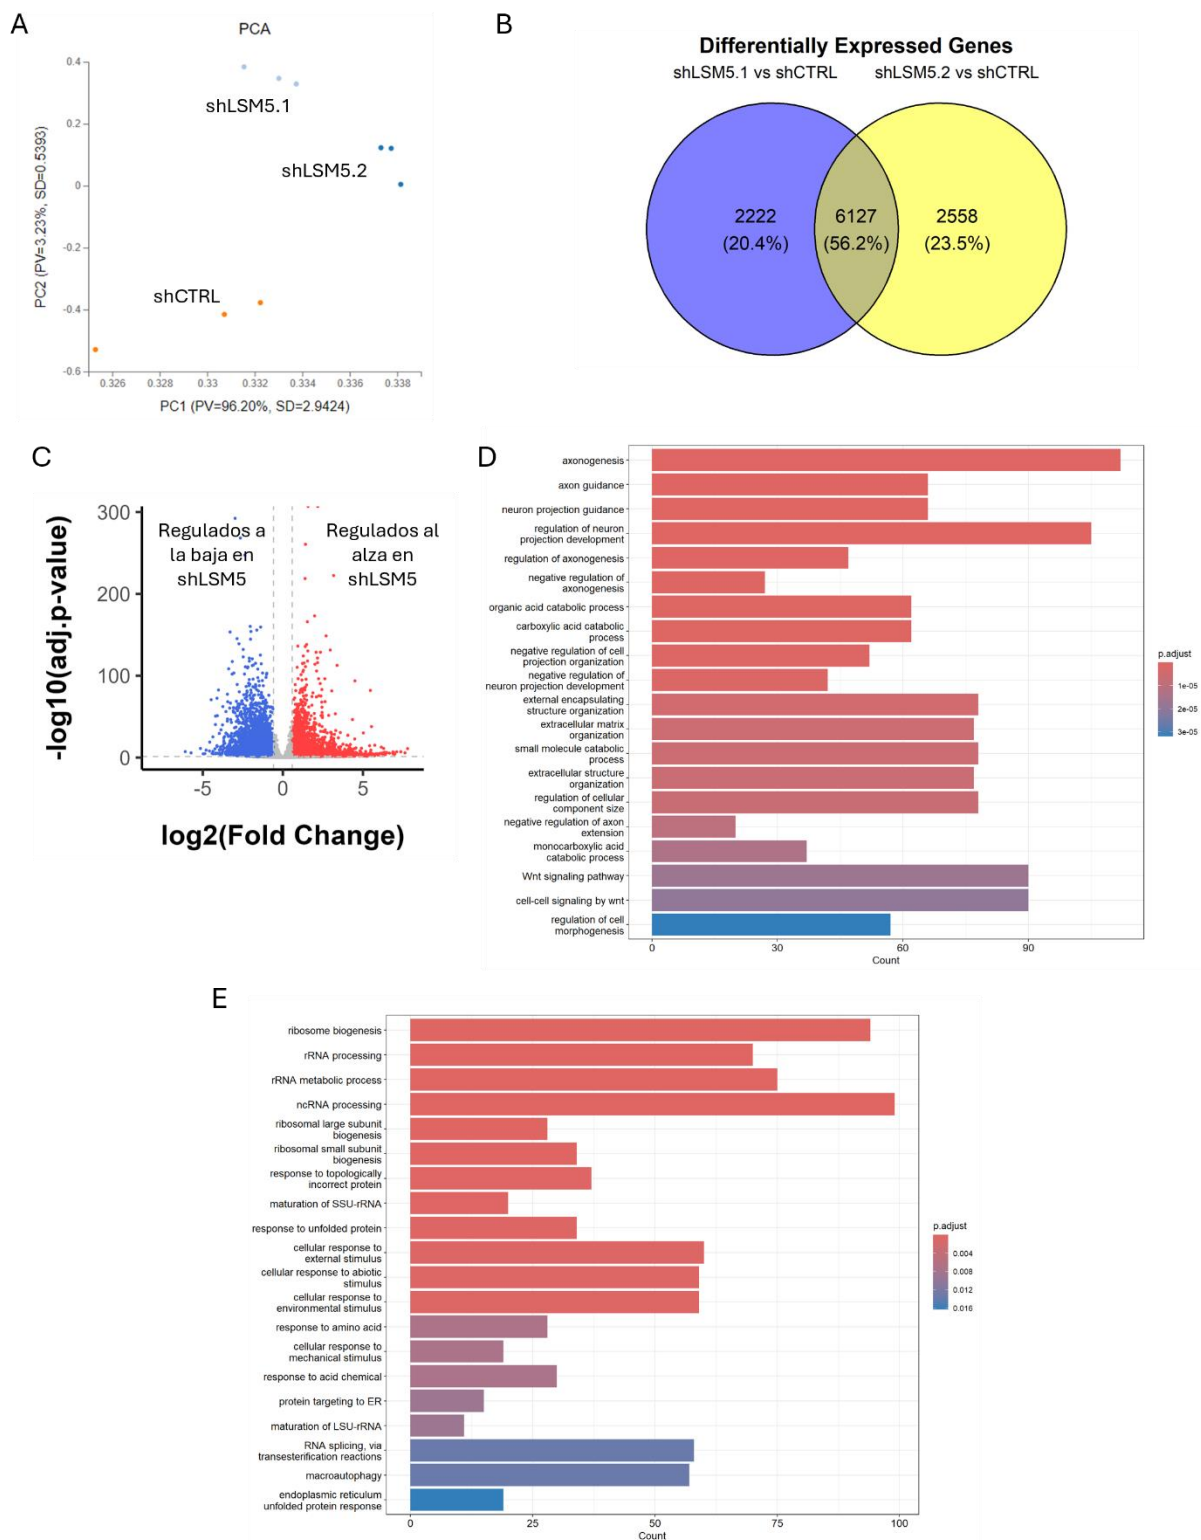 A
PCA
0.4
0.2
0
-0.2
-0.4
-0.6
PC2 (PV=3.23%, SD=0.5393)
shLSM5.1
shLSM5.2
shCTRL
0.326
0.328
0.33
0.332
0.334
0.336
0.338
PC1 (PV=96.20%, SD=2.9424)
B
Differentially Expressed Genes
shLSM5.1 vs shCTRL
shLSM5.2 vs shCTRL
2222
(20.4%)
6127
(56.2%)
2558
(23.5%)
C
-log10(adj.p-value)
300
200
100
0
Regulados a
la baja en
shLSM5
Regulados al
alza en
shLSM5
-5
0
5
log2(Fold Change)
D
axonogenesis
axon guidance
neuron projection guidance
regulation of neuron
projection development
regulation of axonogenesis
negative regulation of
axonogenesis
organic acid catabolic process
carboxylic acid catabolic
process
negative regulation of cell
projection organization
negative regulation of
neuron projection development
external encapsulating
structure organization
extracellular matrix
organization
small molecule catabolic
process
extracellular structure
organization
regulation of cellular
component size
negative regulation of axon
extension
monocarboxylic acid
catabolic process
Wnt signaling pathway
cell-cell signaling by wnt
regulation of cell
morphogenesis
0
30
60
90
Count
p.adjust
1e-05
2e-05
3e-05
E
ribosome biogenesis
rRNA processing
rRNA metabolic process
ncRNA processing
ribosomal large subunit
biogenesis
ribosomal small subunit
biogenesis
response to topologically
incorrect protein
maturation of SSU-rRNA
response to unfolded protein
cellular response to
external stimulus
cellular response to abiotic
stimulus
cellular response to
environmental stimulus
response to amino acid
cellular response to
mechanical stimulus
response to acid chemical
protein targeting to ER
maturation of LSU-rRNA
RNA splicing, via
transesterification reactions
macroautophagy
endoplasmic reticulum
unfolded protein response
0
25
50
75
100
Count
p.adjust
0.004
0.008
0.012
0.016